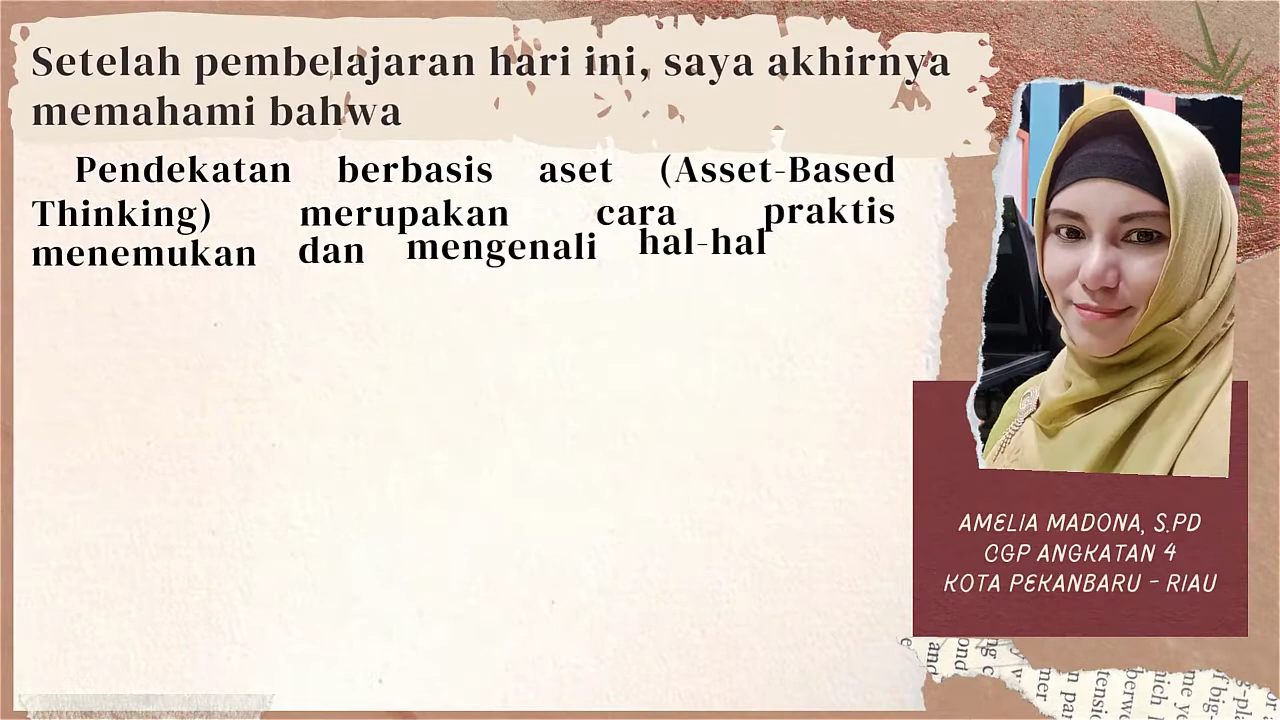 Setelah pembelajaran hari ini, saya akhirnya
memahami bahwa
Pendekatan berbasis aset (Asset-Based
Thinking) merupakan cara praktis
menemukan dan mengenali hal-hal
AMELIA MADONA, S.PD
CGP ANGKATAN 4
KOTA PEKANBARU - RIAU